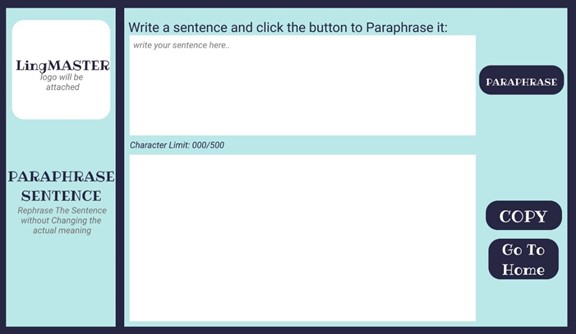 LingMASTER
logo will be
attached
PARAPHRASE
SENTENCE
Rephrase The Sentence
without Changing the
actual meaning
Write a sentence and click the button to Paraphrase it:
write your sentence here..
PARAPHRASE
Character Limit: 000/500
COPY
Go To
Home